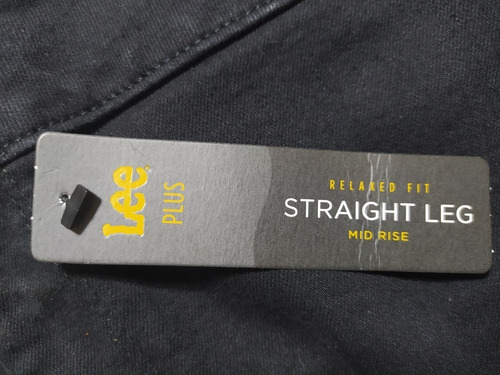 Lee
PLUS
RELAXED FIT
STRAIGHT LEG
MID RISE